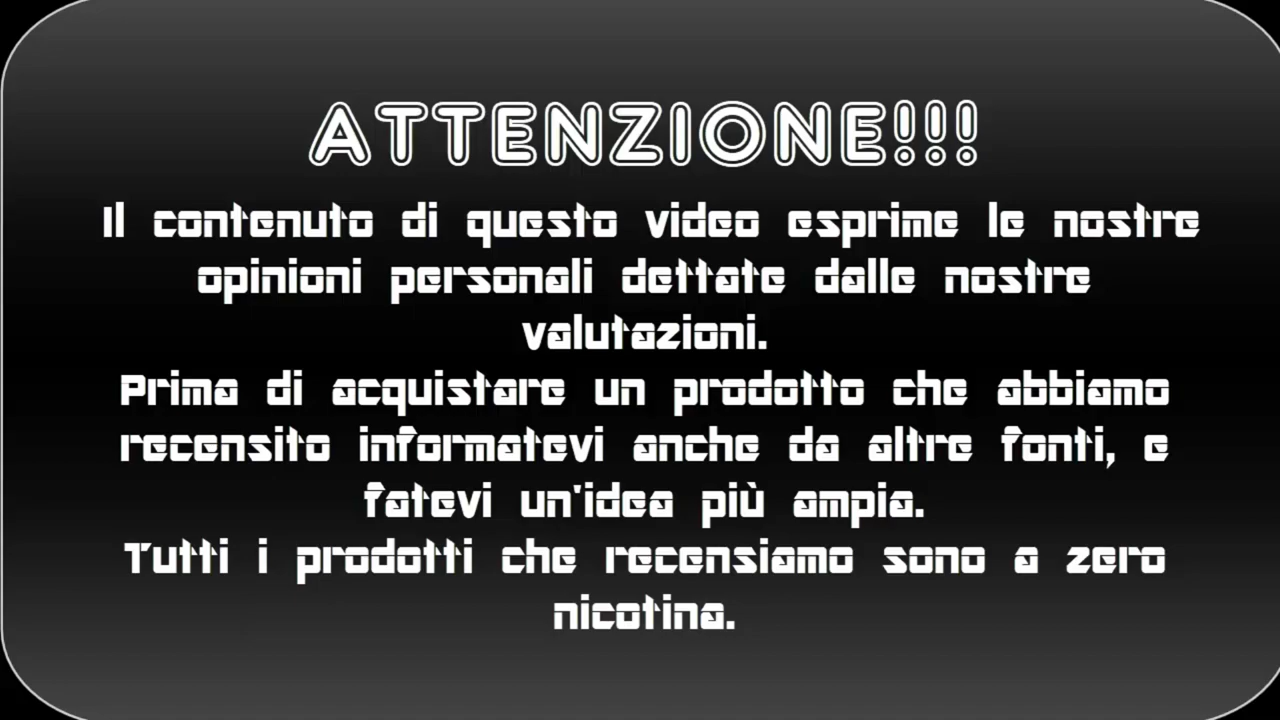 ATTENZIONE!!!
Il contenuto di questo video esprime le nostre
opinioni personali dettate dalle nostre
valutazioni.
Prima di acquistare un prodotto che abbiamo
recensito informatevi anche da altre fonti, e
fatevi un'idea più ampia.
Tutti i prodotti che recensiamo sono a zero
nicotina.